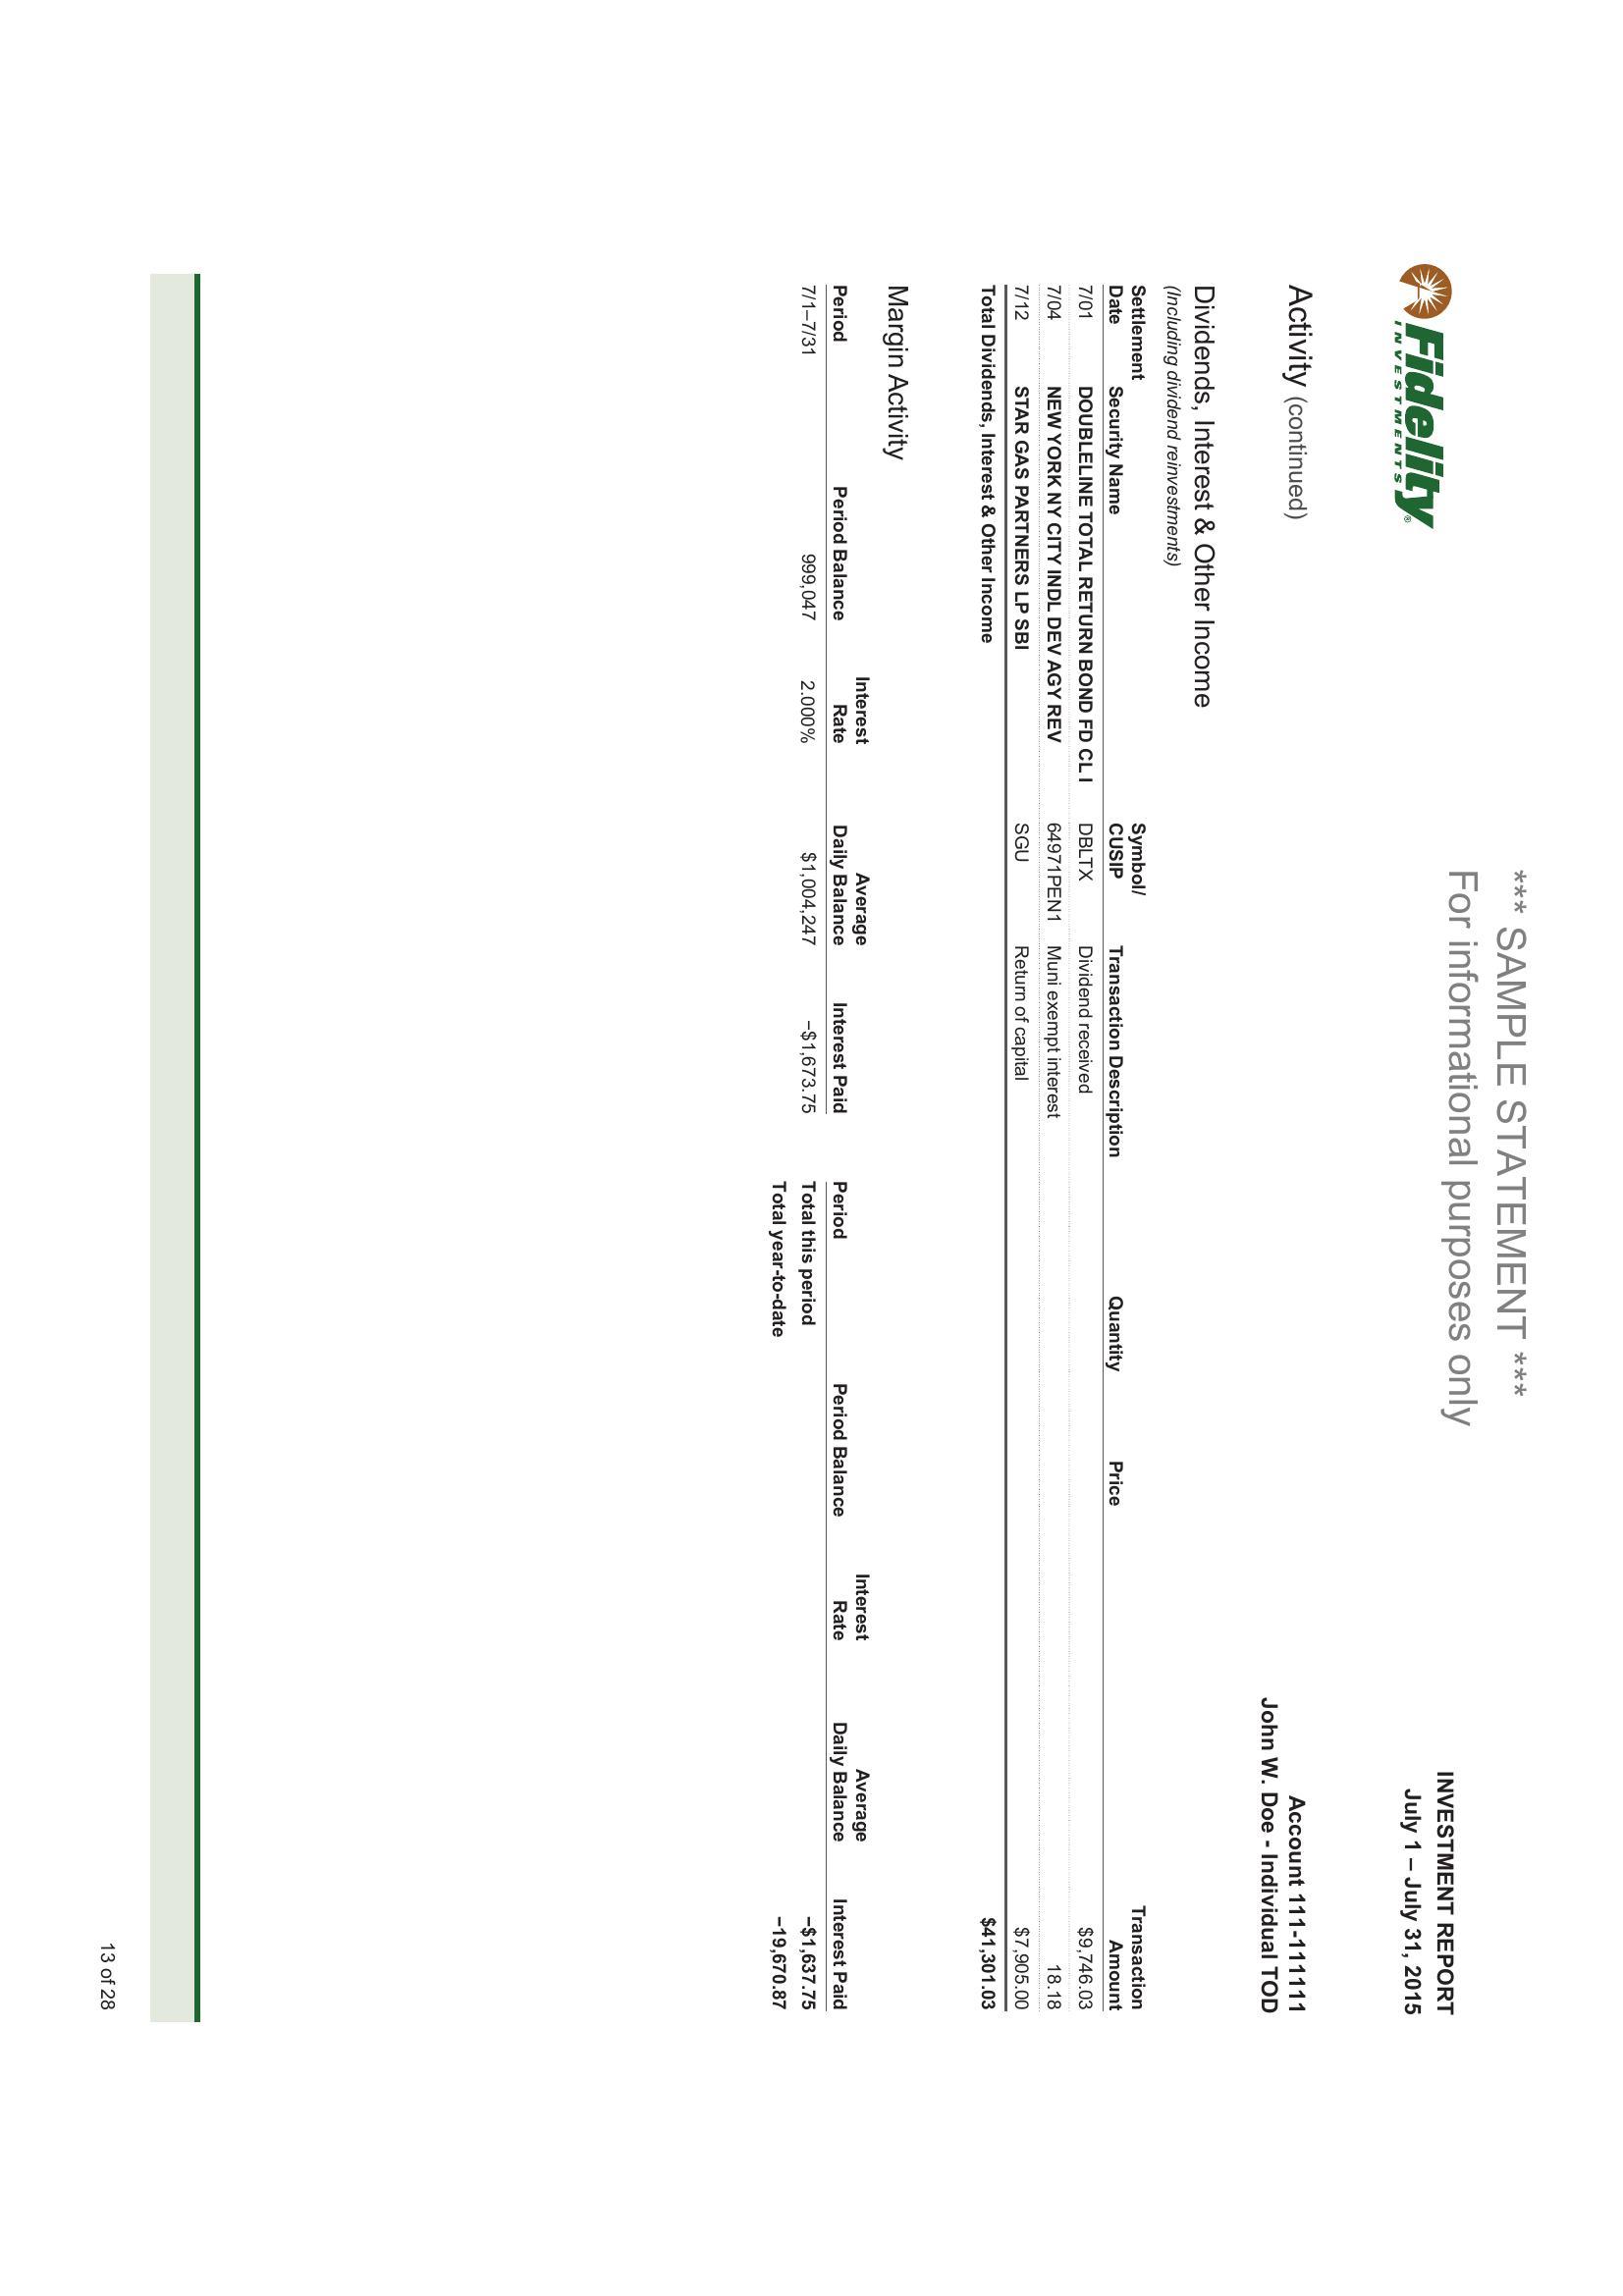 *** SAMPLE STATEMENT ***
For informational purposes only
Fidelity®
INVESTMENTS
INVESTMENT REPORT
July 1 – July 31, 2015
Activity (continued)
Account 111-111111
John W. Doe - Individual TOD
Dividends, Interest & Other Income
(Including dividend reinvestments)
Settlement Symbol/ Transaction
Date Security Name CUSIP Transaction Description Quantity Price Amount
7/01 DOUBLELINE TOTAL RETURN BOND FD CL I DBLTX Dividend received $9,746.03
7/04 NEW YORK NY CITY INDL DEV AGY REV 64971PEN1 Muni exempt interest 18.18
7/12 STAR GAS PARTNERS LP SBI SGU Return of capital $7,905.00
Total Dividends, Interest & Other Income $41,301.03
Margin Activity
Interest Average Interest Average
Period Period Balance Rate Daily Balance Interest Paid Period Period Balance Rate Daily Balance Interest Paid
7/1–7/31 999,047 2.000% $1,004,247 –$1,673.75 Total this period –$1,637.75
Total year-to-date –19,670.87
13 of 28